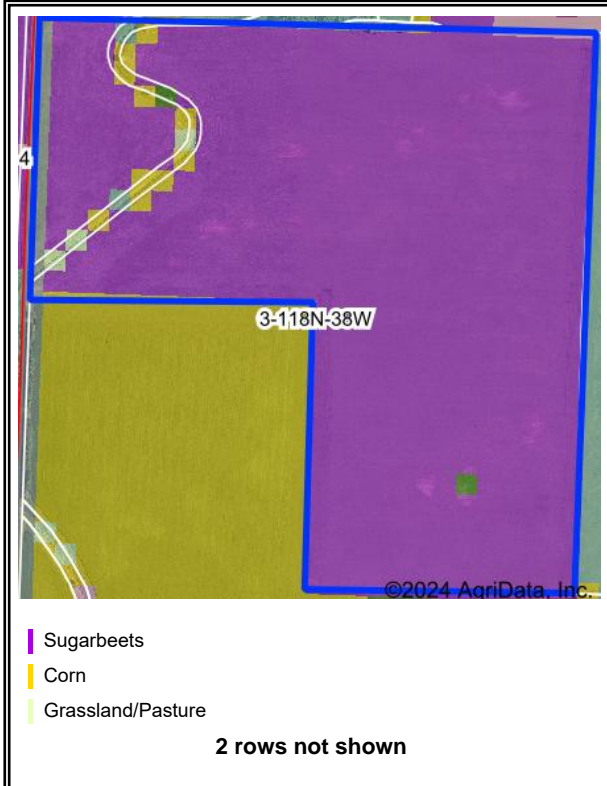 4
3-118N-38W
©2024 AgriData, Inc.
Sugarbeets
Corn
Grassland/Pasture
2 rows not shown